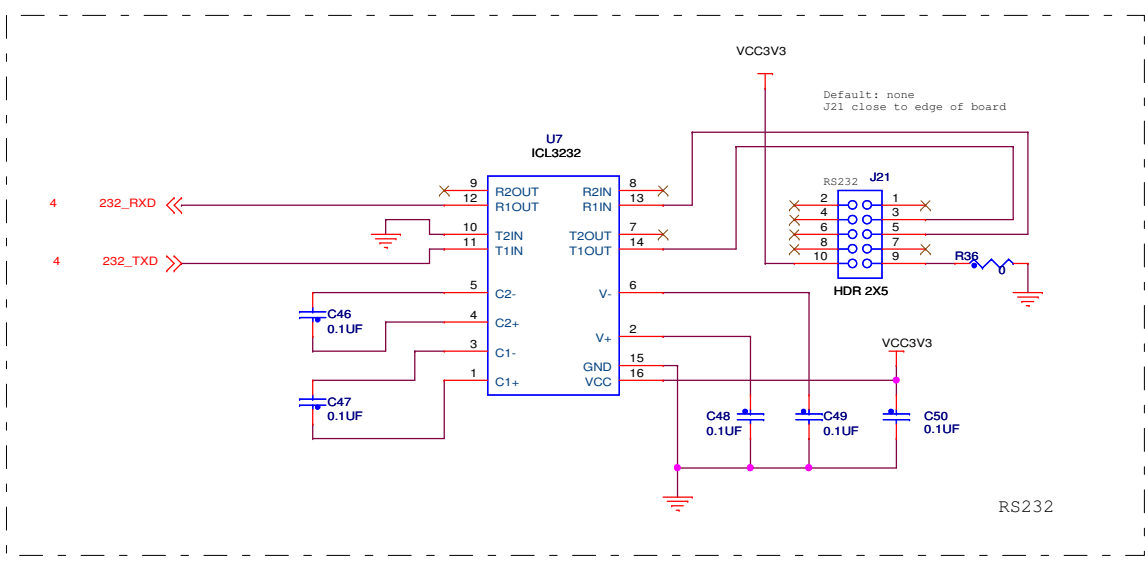 VCC3V3
Default: none
J21 close to edge of board
U7
ICL3232
RS232
J21
4 232_RXD
9 R2OUT R2IN 8
12 R1OUT R1IN 13
10 T2IN T2OUT 7
11 T1IN T1OUT 14
4 232_TXD
2 1
4 3
6 5
8 7
10 9
R36
0
HDR 2X5
5 C2- V- 6
C46
0.1UF
4 C2+
V+ 2
3 C1-
GND 15
1 C1+ VCC 16
C47
0.1UF
VCC3V3
C48
0.1UF
C49
0.1UF
C50
0.1UF
RS232